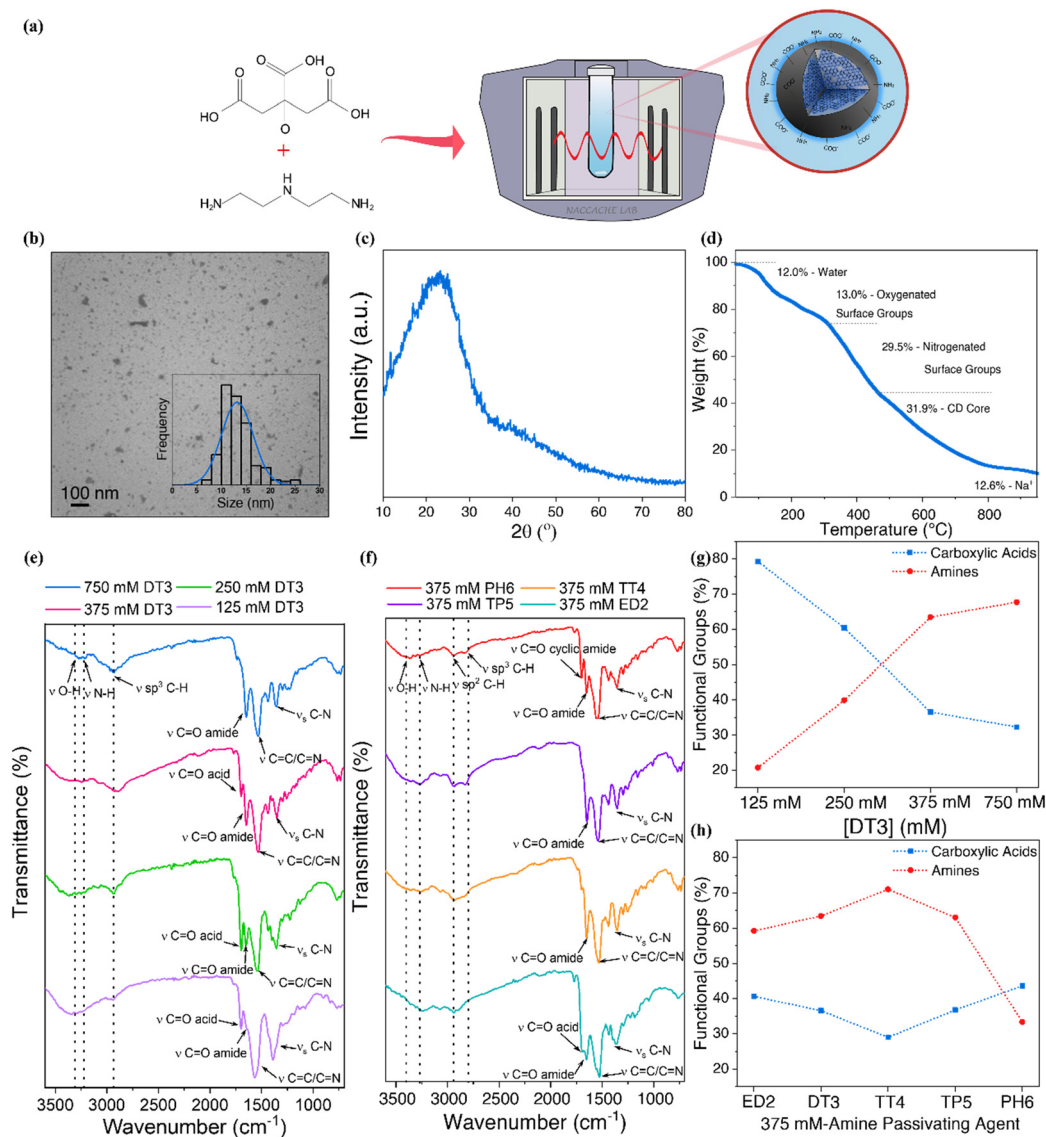 (a)
O
OH
O
O
HO
OH
O
+
H
H₂N
N
NH₂
NACCACHE LAB
NH₂
COO⁻
(b)
Frequency
0 5 10 15 20 25 30
Size (nm)
100 nm
(c)
Intensity (a.u.)
10 20 30 40 50 60 70 80
2θ (°)
(d)
Weight (%)
100
80
60
40
20
0
12.0% - Water
13.0% - Oxygenated
Surface Groups
29.5% - Nitrogenated
Surface Groups
31.9% - CD Core
12.6% - Na⁺
200 400 600 800
Temperature (°C)
(e)
750 mM DT3
250 mM DT3
375 mM DT3
125 mM DT3
Transmittance (%)
ν O-H
ν N-H
ν sp³ C-H
νs C-N
ν C=O amide
ν C=C/C=N
ν C=O acid
νs C-N
ν C=O amide
ν C=C/C=N
ν C=O acid
νs C-N
ν C=O amide
ν C=C/C=N
ν C=O acid
ν C=O amide
νs C-N
ν C=C/C=N
3500 3000 2500 2000 1500 1000
Wavenumber (cm⁻¹)
(f)
375 mM PH6
375 mM TT4
375 mM TP5
375 mM ED2
Transmittance (%)
ν C=O cyclic amide
ν sp³ C-H
ν O-H
ν N-H
ν sp² C-H
νs C-N
ν C=O amide
ν C=C/C=N
νs C-N
ν C=O amide
ν C=C/C=N
νs C-N
ν C=O amide
ν C=C/C=N
ν C=O acid
νs C-N
ν C=O amide
ν C=C/C=N
3500 3000 2500 2000 1500 1000
Wavenumber (cm⁻¹)
(g)
Carboxylic Acids
Amines
Functional Groups (%)
80
70
60
50
40
30
20
125 mM 250 mM 375 mM 750 mM
[DT3] (mM)
(h)
Carboxylic Acids
Amines
Functional Groups (%)
80
70
60
50
40
30
20
ED2 DT3 TT4 TP5 PH6
375 mM-Amine Passivating Agent